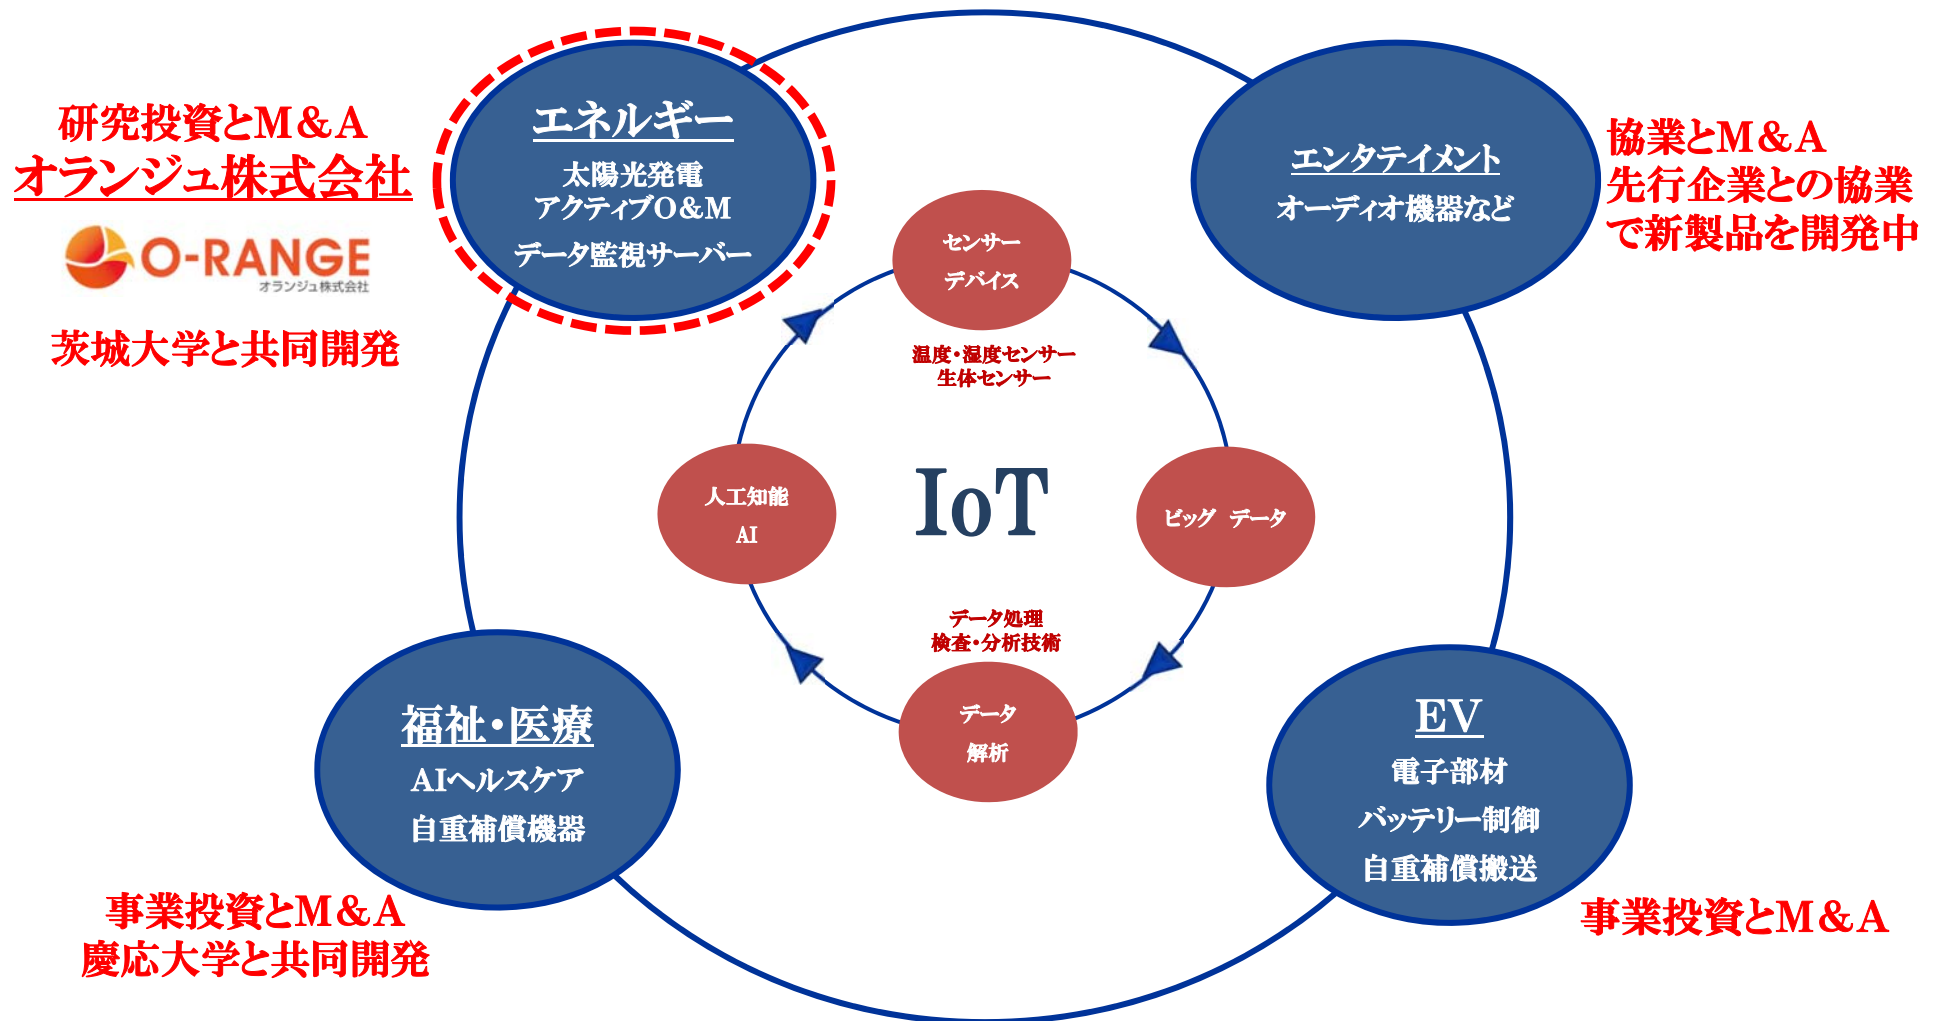 研究投資とM&A
オランジュ株式会社
O-RANGE
オランジュ株式会社
茨城大学と共同開発
エネルギー
太陽光発電
アクティブO&M
データ監視サーバー
エンタテイメント
オーディオ機器など
協業とM&A
先行企業との協業
で新製品を開発中
センサー
デバイス
温度・湿度センサー
生体センサー
人工知能
AI
IoT
ビッグ データ
データ処理
検査・分析技術
データ
解析
福祉・医療
AIヘルスケア
自重補償機器
事業投資とM&A
慶応大学と共同開発
EV
電子部材
バッテリー制御
自重補償搬送
事業投資とM&A